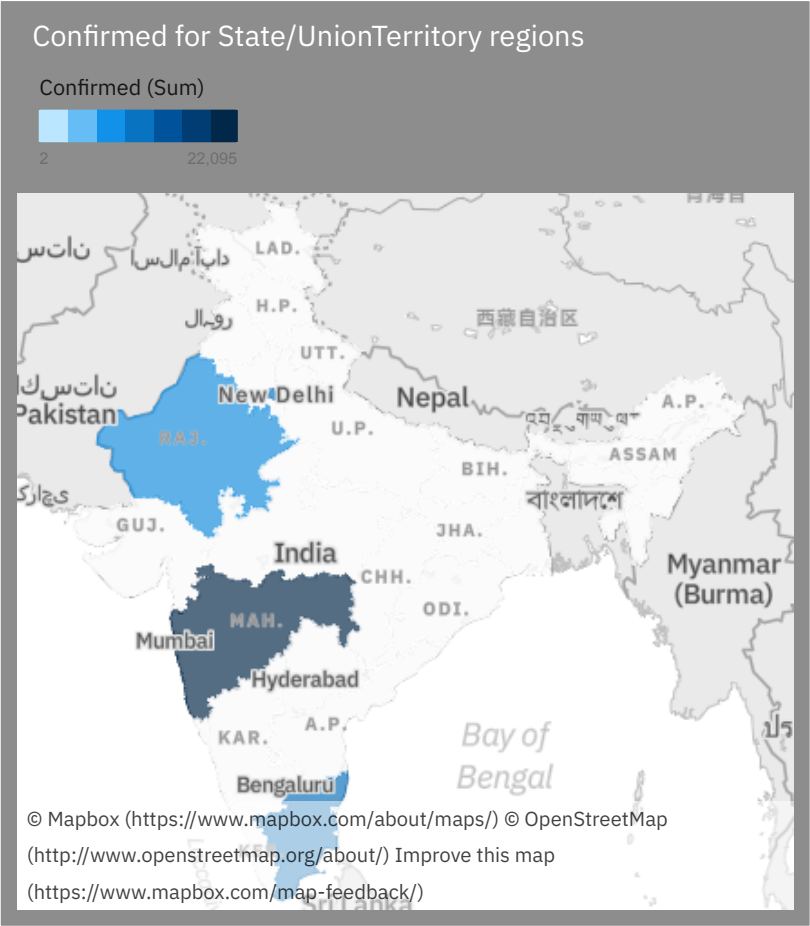 Confirmed for State/UnionTerritory regions
Confirmed (Sum)
2 22,095
LAD.
H.P.
UTT.
西藏自治区
New Delhi
Nepal
A.P.
Pakistan
RAJ.
U.P.
ASSAM
BIH.
বাংলাদেশ
GUJ.
JHA.
India
Myanmar
(Burma)
CHH.
ODI.
MAH.
Mumbai
Hyderabad
A.P.
KAR.
Bay of
Bengal
Bengaluru
© Mapbox (https://www.mapbox.com/about/maps/) © OpenStreetMap
(http://www.openstreetmap.org/about/) Improve this map
(https://www.mapbox.com/map-feedback/)
Sri Lanka